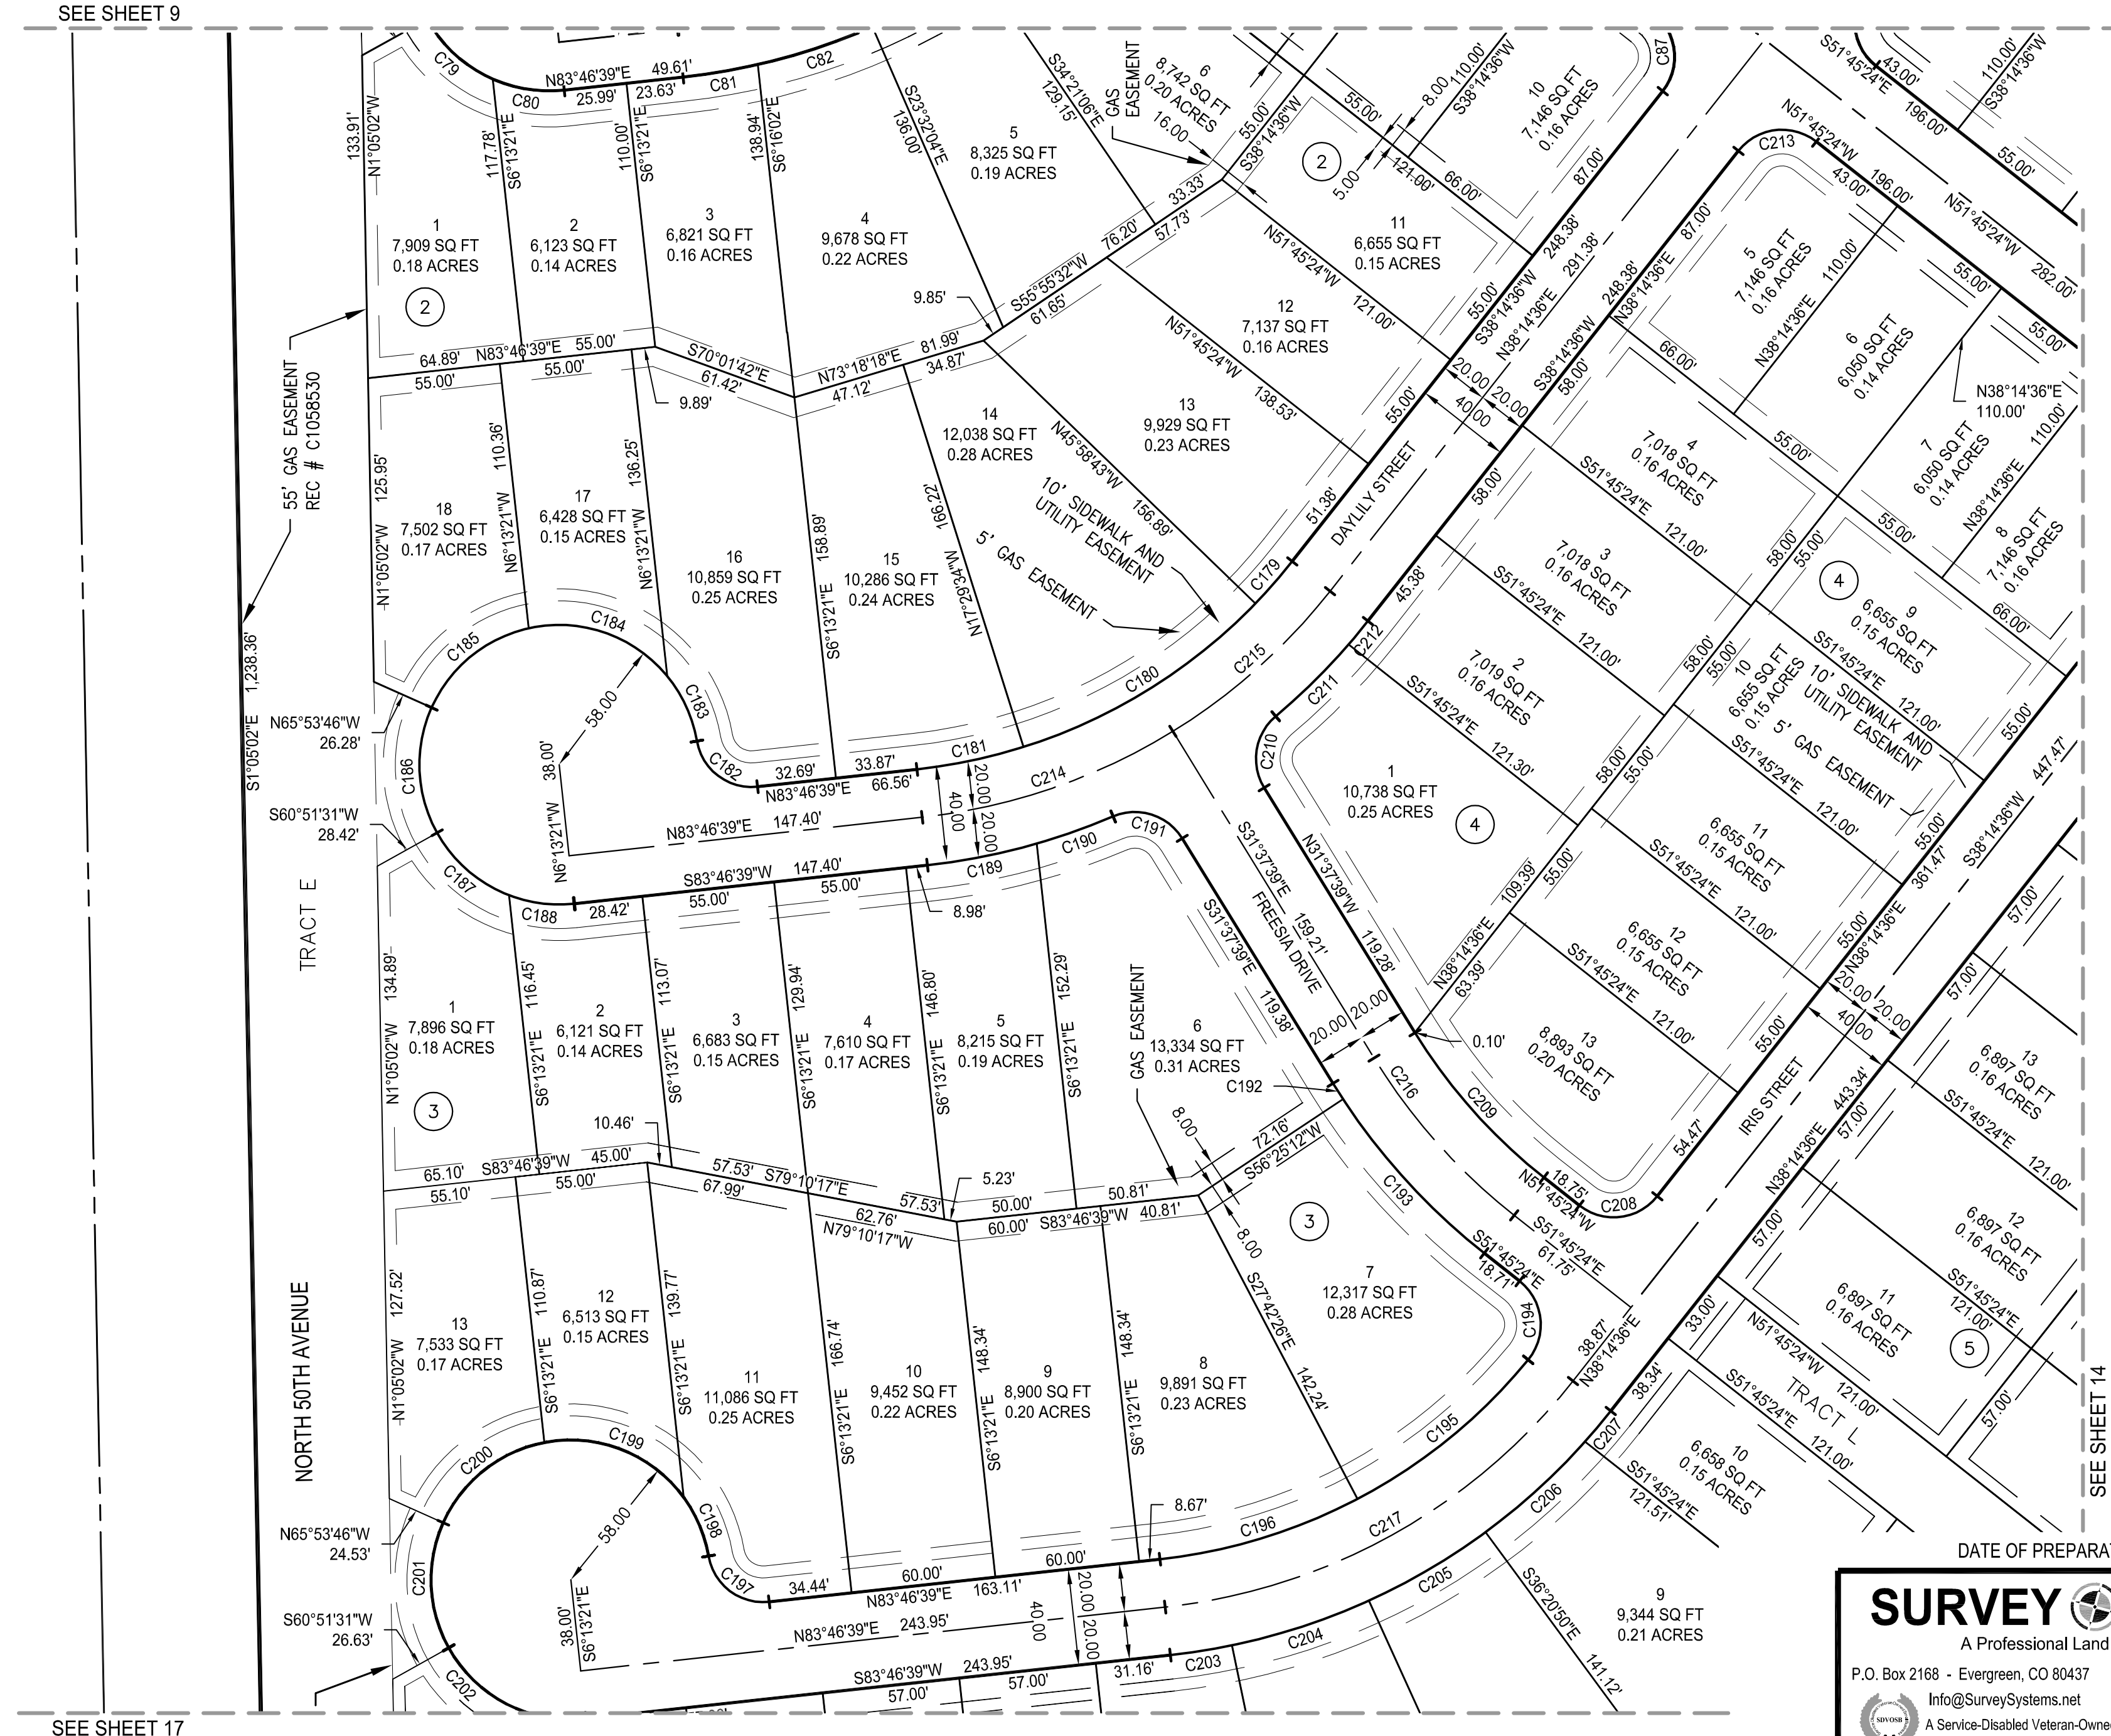 SEE SHEET 9
C79
C80
N83°46'39"E 49.61'
25.99'
23.63'
C81
C82
C87
133.91'
N1°05'02"W
117.78'
S6°13'21"E
110.00'
S6°13'21"E
138.94'
S6°16'02"E
S23°32'04"E
136.00'
S34°21'06"E
129.15'
GAS
EASEMENT
6
8,742 SQ FT
0.20 ACRES
16.00
55.00'
S38°14'36"W
55.00'
8.00
110.00'
S38°14'36"W
5.00
121.00'
66.00'
10
7,146 SQ FT
0.16 ACRES
87.00'
S51°45'24"E
43.00'
196.00'
110.00'
S38°14'36"W
55.00'
N51°45'24"W
C213
43.00'
196.00'
N51°45'24"W
282.00'
1
7,909 SQ FT
0.18 ACRES
2
2
6,123 SQ FT
0.14 ACRES
3
6,821 SQ FT
0.16 ACRES
4
9,678 SQ FT
0.22 ACRES
5
8,325 SQ FT
0.19 ACRES
2
11
6,655 SQ FT
0.15 ACRES
33.33'
57.73'
76.20'
S55°55'32"W
61.65'
9.85'
N51°45'24"W
121.00'
12
7,137 SQ FT
0.16 ACRES
N51°45'24"W
138.53'
55.00'
S38°14'36"W
248.38'
N38°14'36"E
291.38'
S38°14'36"W
248.38'
N38°14'36"E
87.00'
5
7,146 SQ FT
0.16 ACRES
110.00'
N38°14'36"E
55.00'
55.00'
6
6,050 SQ FT
0.14 ACRES
N38°14'36"E
110.00'
7
6,050 SQ FT
0.14 ACRES
110.00'
N38°14'36"E
8
7,146 SQ FT
0.16 ACRES
66.00'
55.00'
55.00'
66.00'
55' GAS EASEMENT
REC # C1058530
64.89'
N83°46'39"E 55.00'
55.00'
55.00'
9.89'
S70°01'42"E
61.42'
N73°18'18"E
81.99'
47.12'
34.87'
20.00
20.00
40.00
58.00'
58.00'
55.00'
51.38'
DAYLILY STREET
45.38'
125.95'
N1°05'02"W
18
7,502 SQ FT
0.17 ACRES
110.36'
N6°13'21"W
17
6,428 SQ FT
0.15 ACRES
136.25'
N6°13'21"W
16
10,859 SQ FT
0.25 ACRES
158.89'
S6°13'21"E
15
10,286 SQ FT
0.24 ACRES
166.22'
N17°29'34"W
14
12,038 SQ FT
0.28 ACRES
N45°58'43"W
156.89'
13
9,929 SQ FT
0.23 ACRES
10' SIDEWALK AND
UTILITY EASEMENT
5' GAS EASEMENT
C179
C180
C181
C182
C183
C184
C185
C186
C187
C188
C189
C190
C191
4
7,018 SQ FT
0.16 ACRES
S51°45'24"E
121.00'
3
7,018 SQ FT
0.16 ACRES
S51°45'24"E
121.00'
2
7,019 SQ FT
0.16 ACRES
S51°45'24"E
121.30'
1
10,738 SQ FT
0.25 ACRES
4
58.00'
55.00'
58.00'
55.00'
58.00'
55.00'
109.39'
55.00'
N38°14'36"E
63.39'
4
9
6,655 SQ FT
0.15 ACRES
S51°45'24"E
121.00'
10
6,655 SQ FT
0.15 ACRES
10' SIDEWALK AND
UTILITY EASEMENT
5' GAS EASEMENT
S51°45'24"E
121.00'
11
6,655 SQ FT
0.15 ACRES
S51°45'24"E
121.00'
12
6,655 SQ FT
0.15 ACRES
S51°45'24"E
121.00'
13
8,893 SQ FT
0.20 ACRES
55.00'
55.00'
55.00'
55.00'
54.47'
447.47'
S38°14'36"W
361.47'
N38°14'36"E
20.00
20.00
40.00
IRIS STREET
C212
C211
C210
C215
C214
58.00
38.00'
N6°13'21"W
N65°53'46"W
26.28'
S60°51'31"W
28.42'
S1°05'02"E 1,238.36'
32.69'
33.87'
N83°46'39"E 66.56'
N83°46'39"E 147.40'
20.00
20.00
40.00
S83°46'39"W 147.40'
28.42'
55.00'
55.00'
8.98'
TRACT E
S31°37'39"E
159.21'
FREESIA DRIVE
N31°37'39"W
119.28'
S31°37'39"E
119.38'
20.00
20.00
0.10'
C192
C216
C209
134.89'
N1°05'02"W
1
7,896 SQ FT
0.18 ACRES
3
116.45'
S6°13'21"E
2
6,121 SQ FT
0.14 ACRES
113.07'
S6°13'21"E
3
6,683 SQ FT
0.15 ACRES
129.94'
S6°13'21"E
4
7,610 SQ FT
0.17 ACRES
146.80'
S6°13'21"E
5
8,215 SQ FT
0.19 ACRES
152.29'
S6°13'21"E
6
13,334 SQ FT
0.31 ACRES
GAS EASEMENT
8.00
72.16'
S56°25'12"W
8.00
65.10'
S83°46'39"W 45.00'
55.10'
55.00'
10.46'
57.53'
S79°10'17"E
67.99'
57.53'
62.76'
N79°10'17"W
5.23'
50.00'
50.81'
60.00'
S83°46'39"W 40.81'
C193
18.75'
N51°45'24"W
C208
S51°45'24"E
61.75'
S51°45'24"E
18.71'
C194
38.87'
N38°14'36"E
3
7
12,317 SQ FT
0.28 ACRES
S27°42'26"E
142.24'
C195
C196
NORTH 50TH AVENUE
127.52'
N1°05'02"W
13
7,533 SQ FT
0.17 ACRES
110.87'
S6°13'21"E
12
6,513 SQ FT
0.15 ACRES
139.77'
S6°13'21"E
11
11,086 SQ FT
0.25 ACRES
166.74'
S6°13'21"E
10
9,452 SQ FT
0.22 ACRES
148.34'
S6°13'21"E
9
8,900 SQ FT
0.20 ACRES
148.34'
S6°13'21"E
8
9,891 SQ FT
0.23 ACRES
N38°14'36"E
443.34'
57.00'
57.00'
57.00'
57.00'
13
6,897 SQ FT
0.16 ACRES
S51°45'24"E
121.00'
12
6,897 SQ FT
0.16 ACRES
S51°45'24"E
121.00'
11
6,897 SQ FT
0.16 ACRES
5
57.00'
N51°45'24"W
121.00'
33.00'
TRACT L
S51°45'24"E
121.00'
38.34'
10
6,658 SQ FT
0.15 ACRES
S51°45'24"E
121.51'
C207
C206
C205
C217
C200
C199
C198
C197
C201
C202
58.00
38.00'
S6°13'21"E
N65°53'46"W
24.53'
S60°51'31"W
26.63'
34.44'
60.00'
60.00'
8.67'
N83°46'39"E 163.11'
N83°46'39"E 243.95'
40.00
20.00
20.00
S83°46'39"W 243.95'
57.00'
57.00'
31.16'
C203
C204
S36°20'50"E
141.12'
9
9,344 SQ FT
0.21 ACRES
SEE SHEET 14
SEE SHEET 17
DATE OF PREPARAT
SURVEY
A Professional Land
P.O. Box 2168 - Evergreen, CO 80437
Info@SurveySystems.net
SDVOSB
A Service-Disabled Veteran-Owne